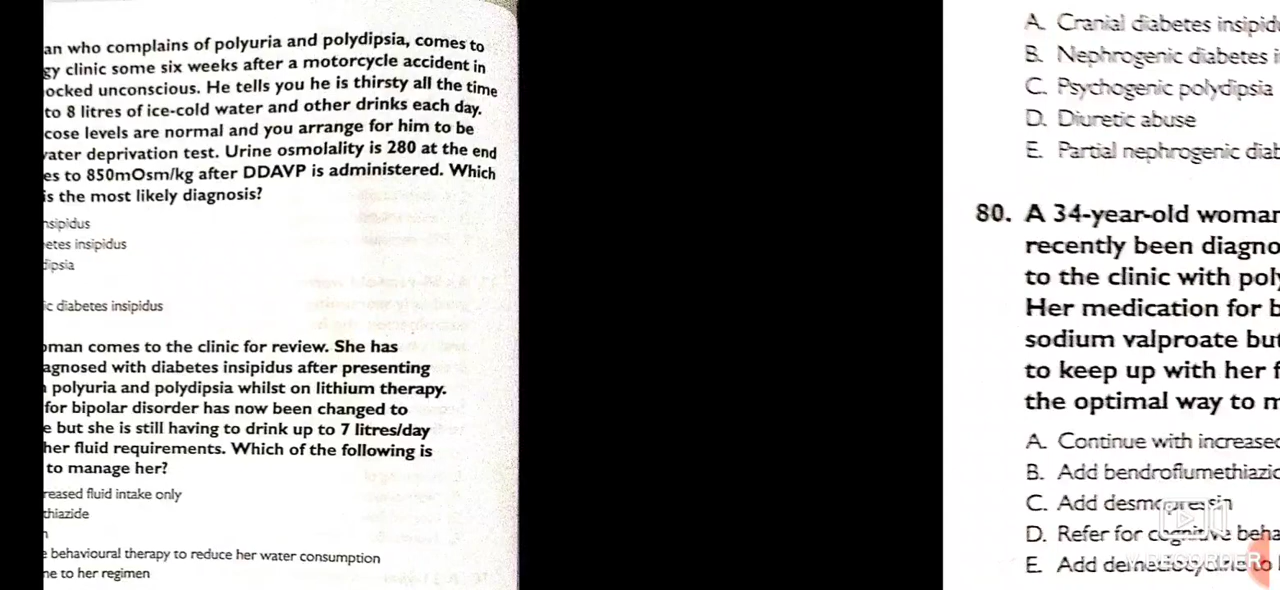 an who complains of polyuria and polydipsia, comes to
gy clinic some six weeks after a motorcycle accident in
ocked unconscious. He tells you he is thirsty all the time
to 8 litres of ice-cold water and other drinks each day.
cose levels are normal and you arrange for him to be
ater deprivation test. Urine osmolality is 280 at the end
es to 850mOsm/kg after DDAVP is administered. Which
is the most likely diagnosis?
nsipidus
etes insipidus
dipsia
ic diabetes insipidus
oman comes to the clinic for review. She has
agnosed with diabetes insipidus after presenting
polyuria and polydipsia whilst on lithium therapy.
for bipolar disorder has now been changed to
e but she is still having to drink up to 7 litres/day
her fluid requirements. Which of the following is
to manage her?
reased fluid intake only
thiazide
n
e behavioural therapy to reduce her water consumption
ne to her regimen
A. Cranial diabetes insipid
B. Nephrogenic diabetes i
C. Psychogenic polydipsia
D. Diuretic abuse
E. Partial nephrogenic diab
80. A 34-year-old woman
recently been diagno
to the clinic with poly
Her medication for b
sodium valproate but
to keep up with her f
the optimal way to m
A. Continue with increased
B. Add bendroflumethiazid
C. Add desmopressin
D. Refer for cognitive beha
E. Add demeclocycline to
RECORDER